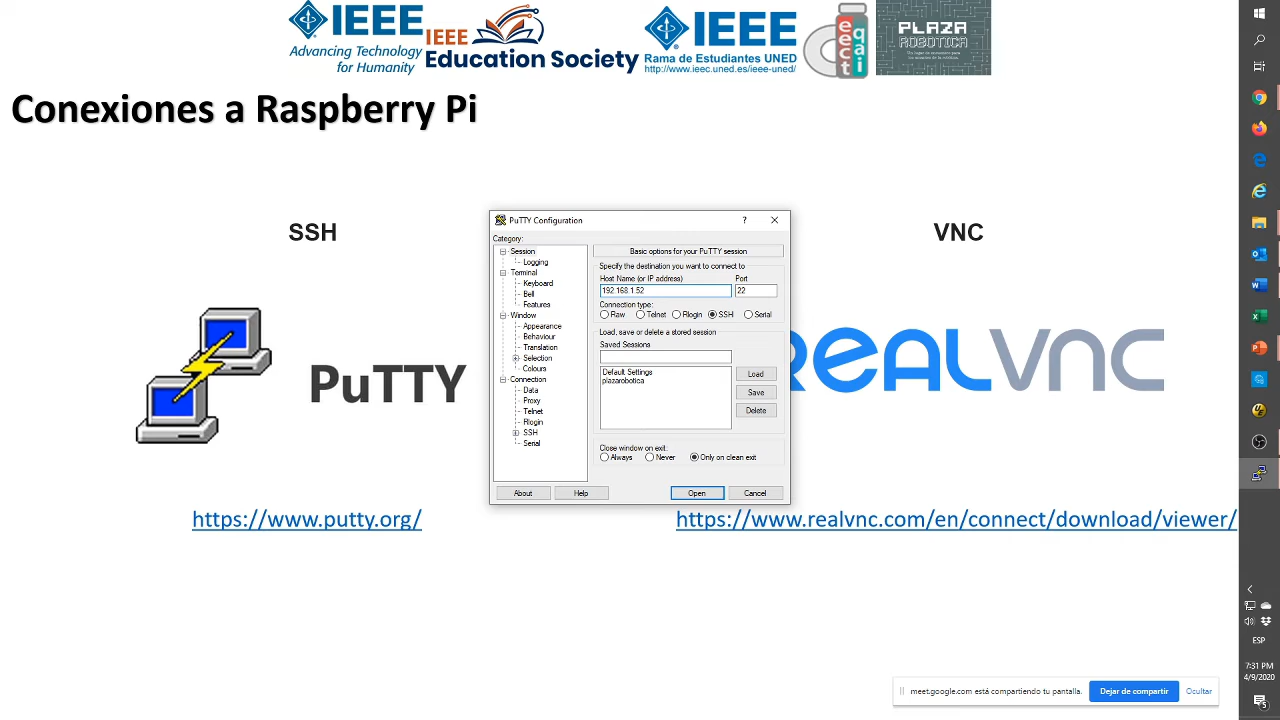 IEEE
Advancing Technology
for Humanity
IEEE
Education Society
IEEE
Rama de Estudiantes UNED
http://www.ieec.uned.es/ieee-uned/
PLAZA
ROBOTICA
Conexiones a Raspberry Pi
SSH
VNC
PuTTY
REALVNC
https://www.putty.org/
https://www.realvnc.com/en/connect/download/viewer/
PuTTY Configuration
?
Category:
Session
Logging
Terminal
Keyboard
Bell
Features
Window
Appearance
Behaviour
Translation
Selection
Colours
Connection
Data
Proxy
Telnet
Rlogin
SSH
Serial
Basic options for your PuTTY session
Specify the destination you want to connect to
Host Name (or IP address) Port
192.168.1.52 22
Connection type:
Raw Telnet Rlogin SSH Serial
Load, save or delete a stored session
Saved Sessions
Default Settings
plazarobotica
Load
Save
Delete
Close window on exit:
Always Never Only on clean exit
About Help Open Cancel
meet.google.com está compartiendo tu pantalla. Dejar de compartir Ocultar
ESP
7:31 PM
4/9/2020